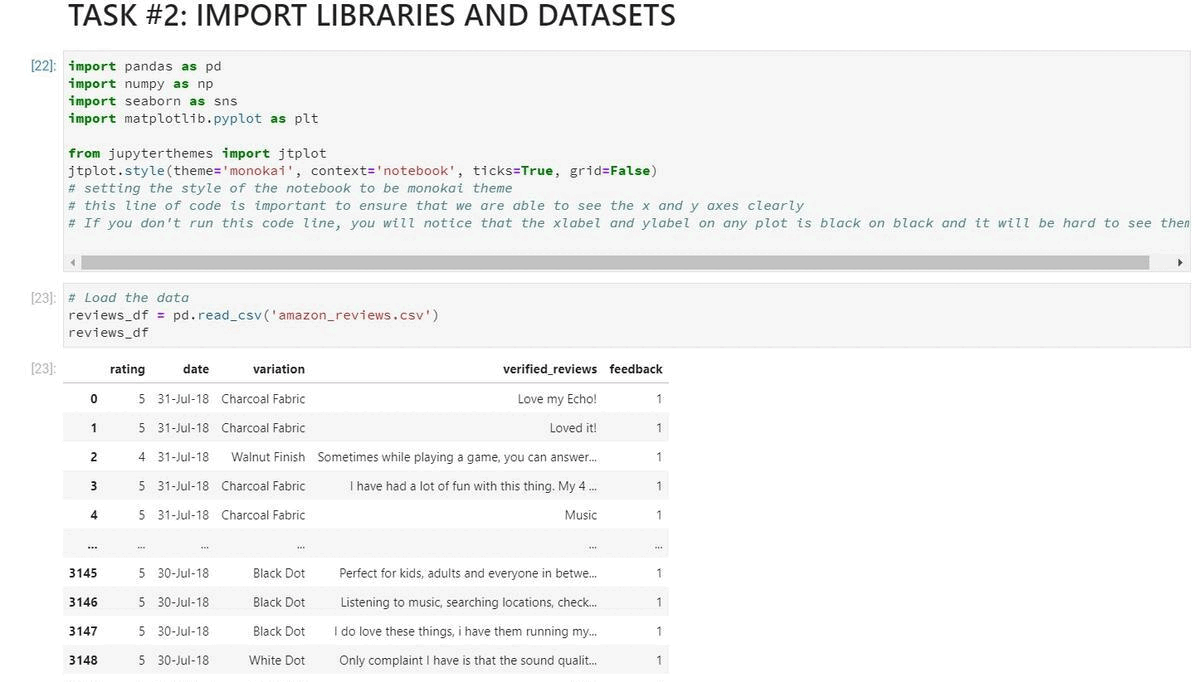 TASK #2: IMPORT LIBRARIES AND DATASETS
[22]: import pandas as pd
import numpy as np
import seaborn as sns
import matplotlib.pyplot as plt
from jupyterthemes import jtplot
jtplot.style(theme='monokai', context='notebook', ticks=True, grid=False)
# setting the style of the notebook to be monokai theme
# this line of code is important to ensure that we are able to see the x and y axes clearly
# If you don't run this code line, you will notice that the xlabel and ylabel on any plot is black on black and it will be hard to see them
[23]: # Load the data
reviews_df = pd.read_csv('amazon_reviews.csv')
reviews_df
[23]: rating date variation verified_reviews feedback
0 5 31-Jul-18 Charcoal Fabric Love my Echo! 1
1 5 31-Jul-18 Charcoal Fabric Loved it! 1
2 4 31-Jul-18 Walnut Finish Sometimes while playing a game, you can answer... 1
3 5 31-Jul-18 Charcoal Fabric I have had a lot of fun with this thing. My 4 ... 1
4 5 31-Jul-18 Charcoal Fabric Music 1
... ... ... ... ... ...
3145 5 30-Jul-18 Black Dot Perfect for kids, adults and everyone in betwe... 1
3146 5 30-Jul-18 Black Dot Listening to music, searching locations, check... 1
3147 5 30-Jul-18 Black Dot I do love these things, i have them running my... 1
3148 5 30-Jul-18 White Dot Only complaint I have is that the sound qualit... 1